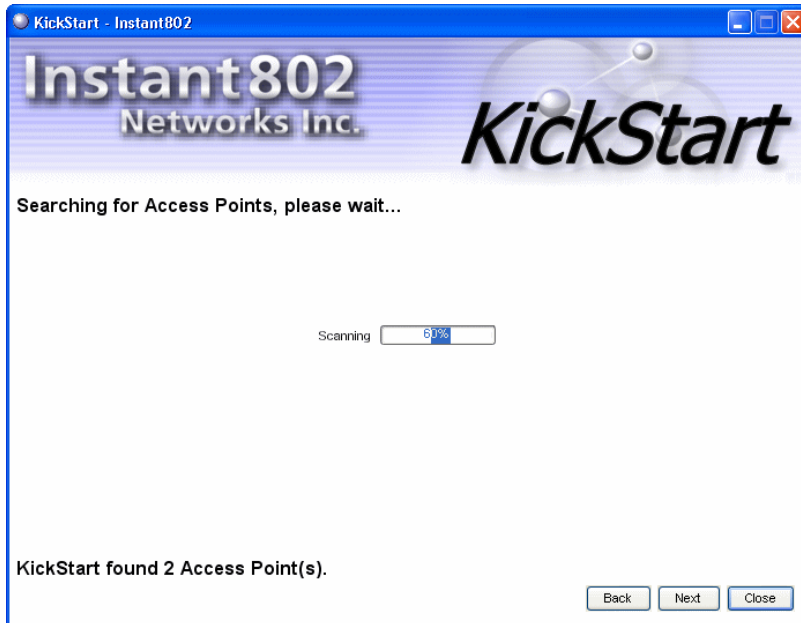 KickStart - Instant802
Instant802
Networks Inc.
KickStart
Searching for Access Points, please wait...
Scanning 60%
KickStart found 2 Access Point(s).
Back Next Close